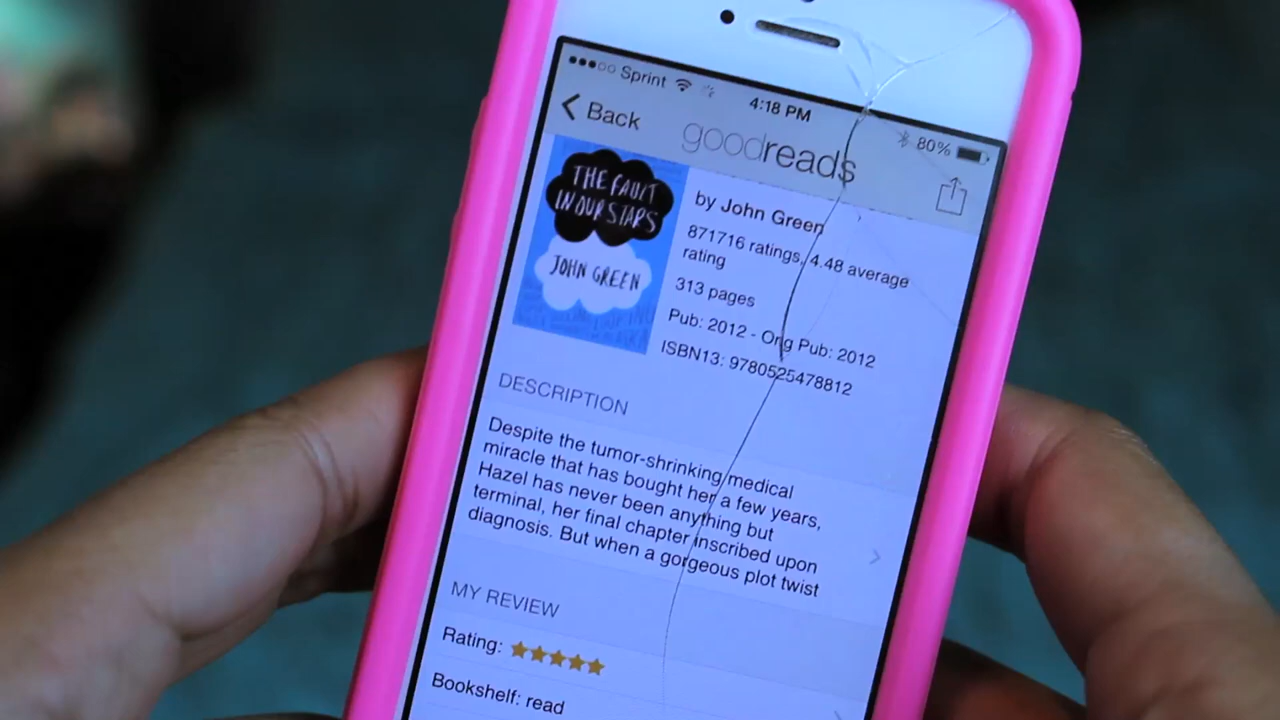 ●●●○○ Sprint 4:18 PM 80%
Back
goodreads
THE FAULT
IN OUR STARS
JOHN GREEN
by John Green
871716 ratings, 4.48 average
rating
313 pages
Pub: 2012 - Orig Pub: 2012
ISBN13: 9780525478812
DESCRIPTION
Despite the tumor-shrinking medical
miracle that has bought her a few years,
Hazel has never been anything but
terminal, her final chapter inscribed upon
diagnosis. But when a gorgeous plot twist
MY REVIEW
Rating: ★★★★★
Bookshelf: read